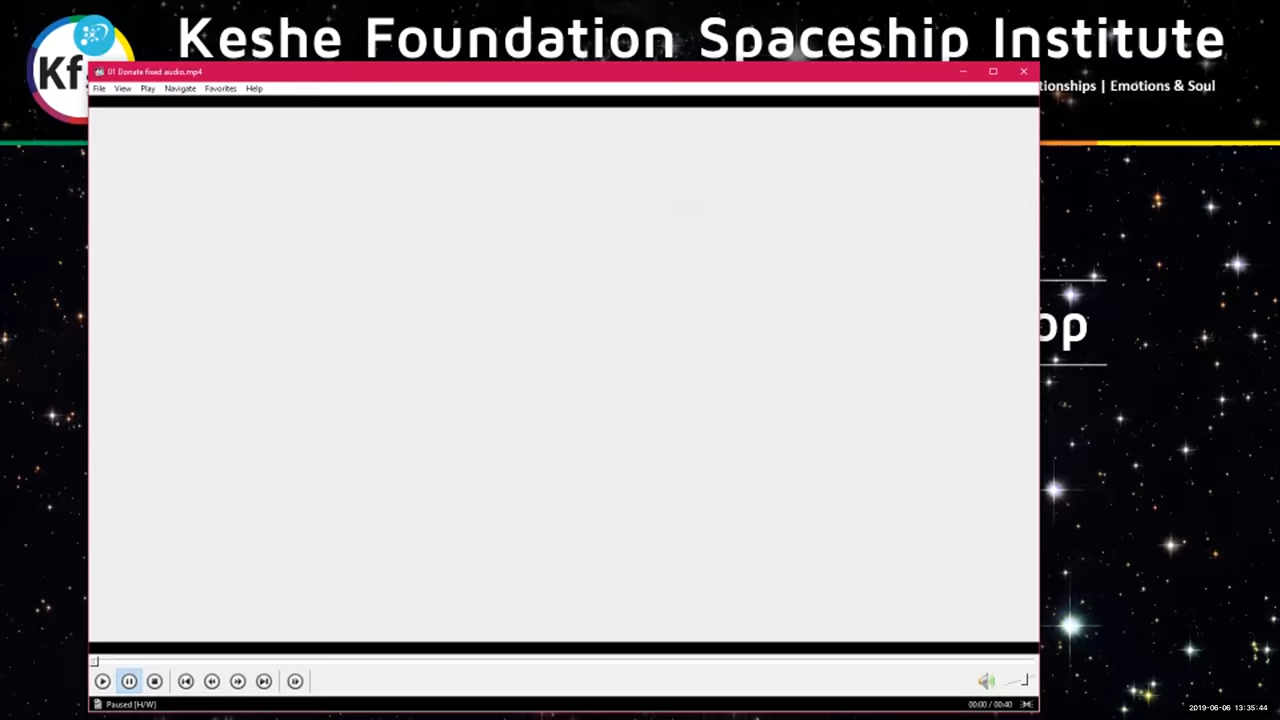 Keshe Foundation Spaceship Institute
Kf
01 Donate fixed audio.mp4
tionships | Emotions & Soul
File View Play Navigate Favorites Help
op
Paused [H/W]
00:00 / 00:40
2019-06-06 13:35:44